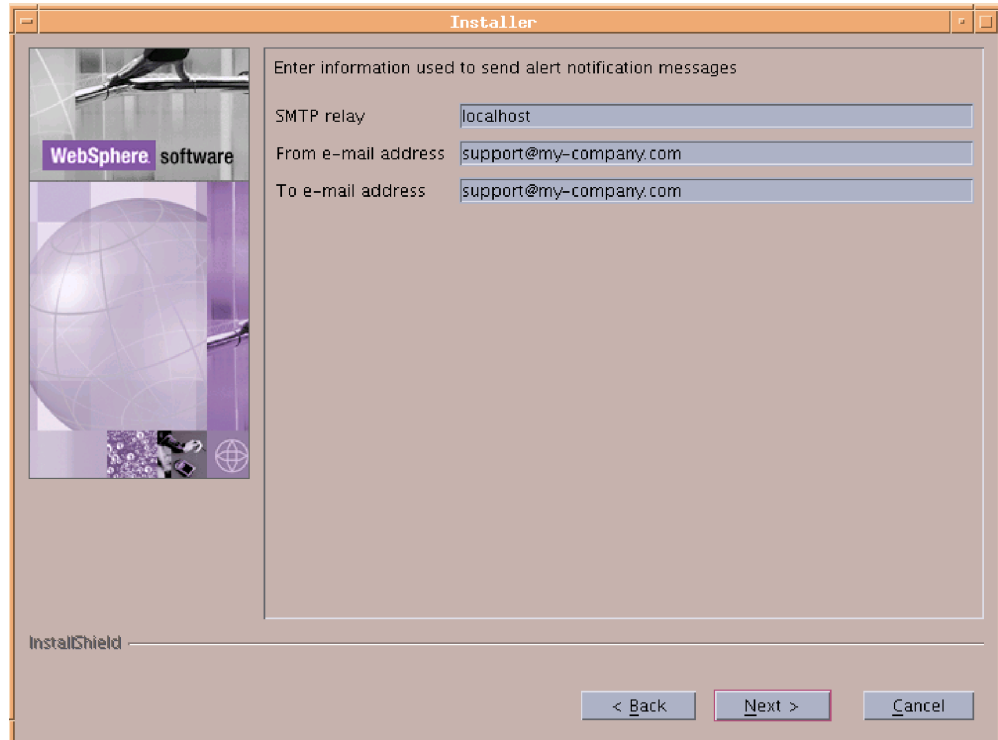 Installer
WebSphere software
Enter information used to send alert notification messages
SMTP relay localhost
From e-mail address support@my-company.com
To e-mail address support@my-company.com
InstallShield
< Back Next > Cancel